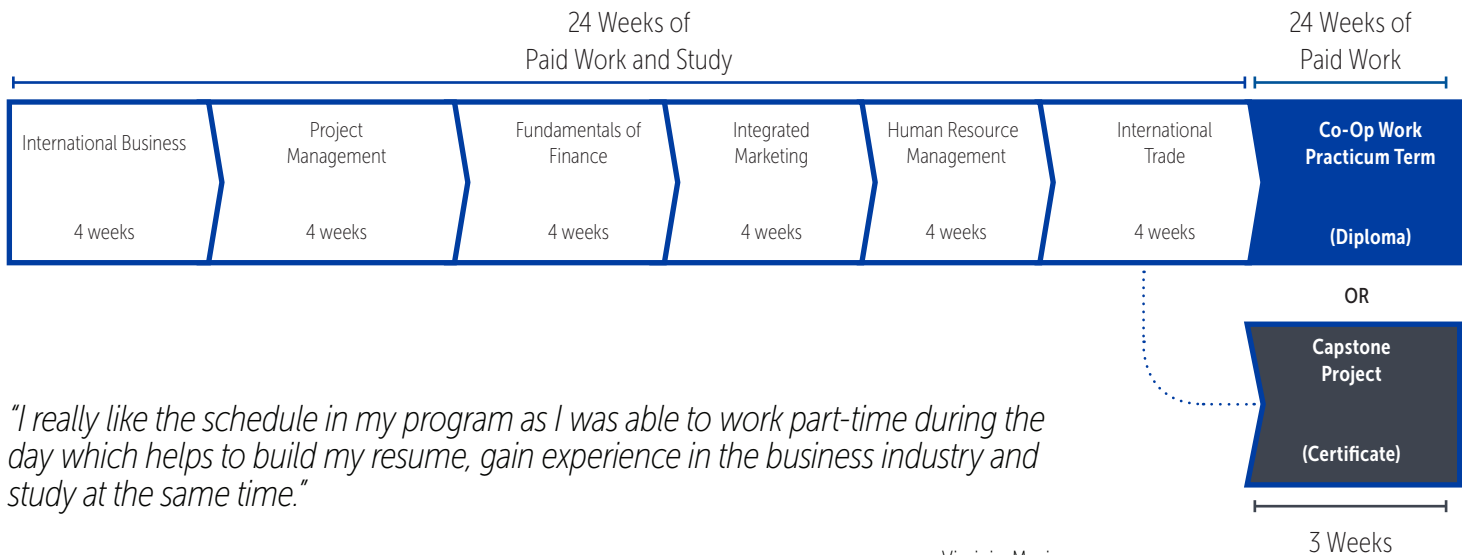 24 Weeks of
Paid Work and Study
24 Weeks of
Paid Work
International Business
4 weeks
Project
Management
4 weeks
Fundamentals of
Finance
4 weeks
Integrated
Marketing
4 weeks
Human Resource
Management
4 weeks
International
Trade
4 weeks
Co-Op Work
Practicum Term
(Diploma)
OR
Capstone
Project
(Certificate)
3 Weeks
"I really like the schedule in my program as I was able to work part-time during the
day which helps to build my resume, gain experience in the business industry and
study at the same time."